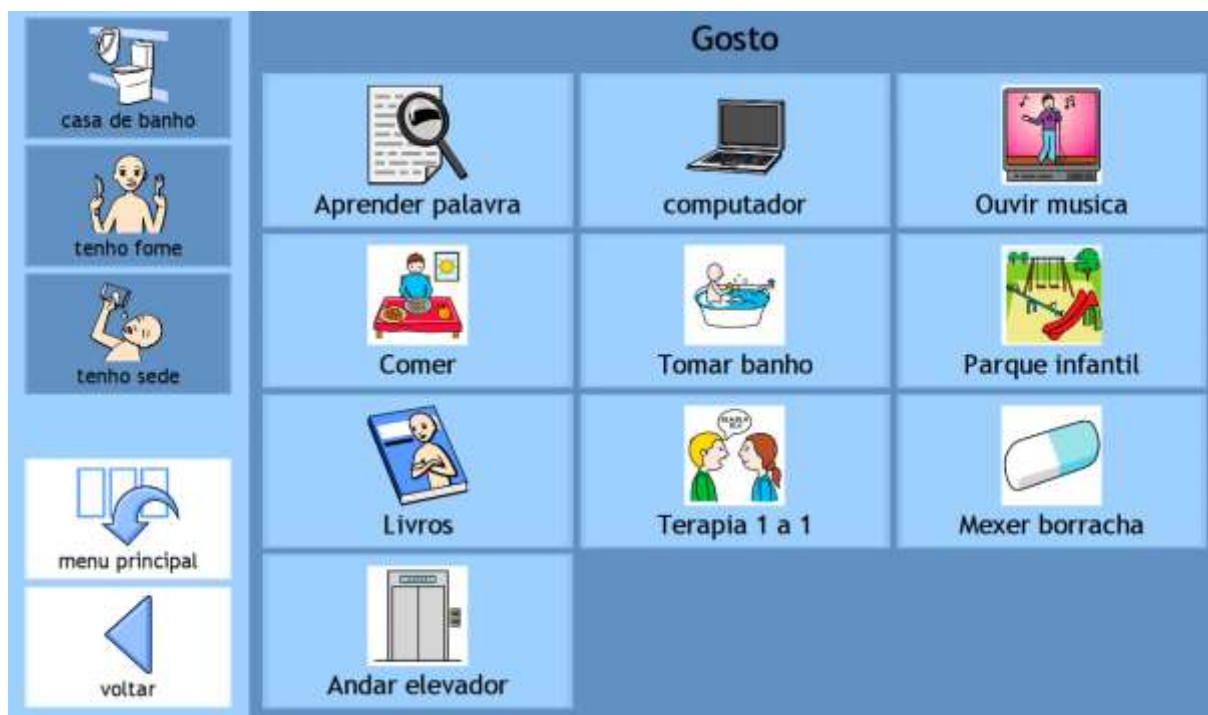 casa de banho
tenho fome
tenho sede
menu principal
voltar
Gosto
Aprender palavra
computador
Ouvir musica
Comer
Tomar banho
Parque infantil
Livros
Terapia 1 a 1
Mexer borracha
Andar elevador